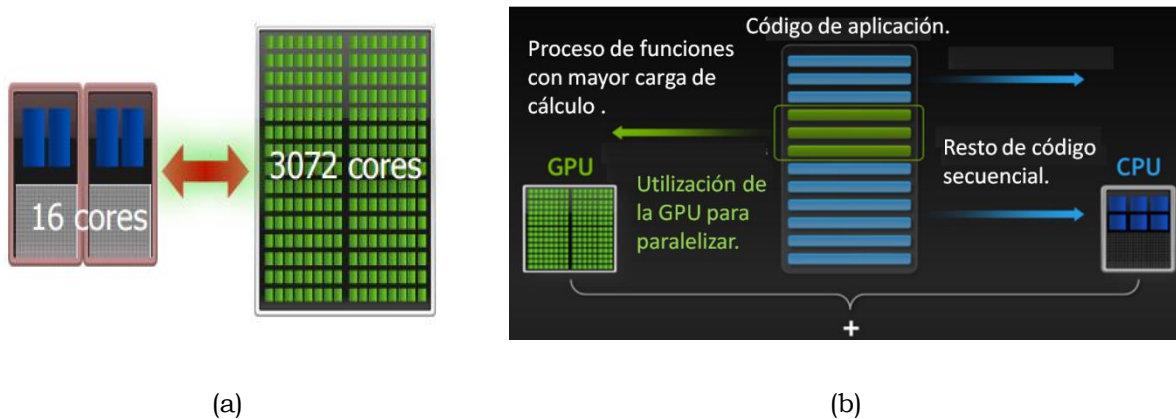 16 cores
3072 cores
(a)
Código de aplicación.
Proceso de funciones
con mayor carga de
cálculo .
GPU
Utilización de
la GPU para
paralelizar.
Resto de código
secuencial.
CPU
+
(b)